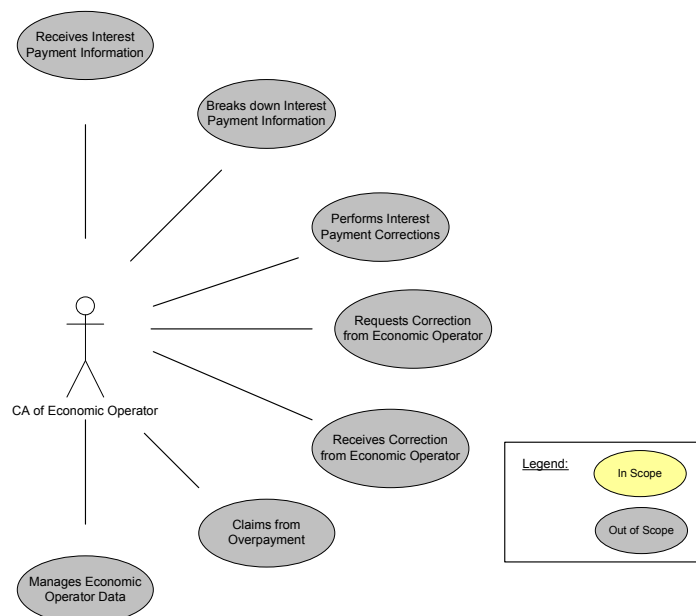 Receives Interest
Payment Information
Breaks down Interest
Payment Information
Performs Interest
Payment Corrections
Requests Correction
from Economic Operator
CA of Economic Operator
Receives Correction
from Economic Operator
Legend:
In Scope
Out of Scope
Claims from
Overpayment
Manages Economic
Operator Data